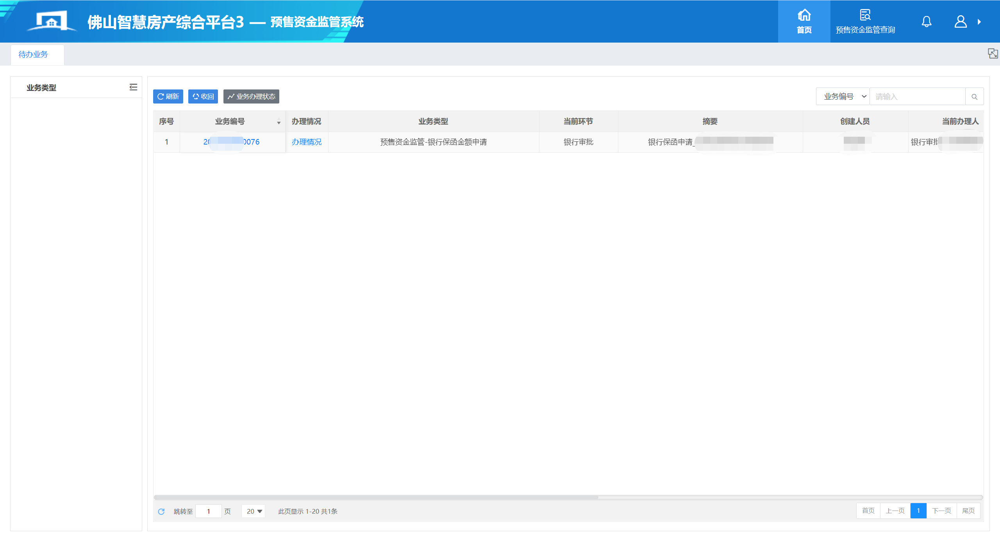 佛山智慧房产综合平台3 — 预售资金监管系统
首页
预售资金监管查询
待办业务
业务类型
刷新 收回 业务办理状态
业务编号 请输入
序号 业务编号 办理情况 业务类型 当前环节 摘要 创建人员 当前办理人
1 20 0076 办理情况 预售资金监管-银行保函金额申请 银行审批 银行保函申请_ 银行审批
跳转至 1 页 20 此页显示 1-20 共1条
首页 上一页 1 下一页 尾页